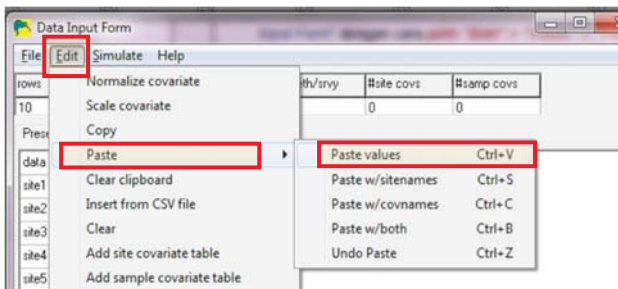 Data Input Form
File Edit Simulate Help
rows th/srvy #site covs #samp covs
10 0 0
Prese
data
site1
site2
site3
site4
site5
Normalize covariate
Scale covariate
Copy
Paste
Clear clipboard
Insert from CSV file
Clear
Add site covariate table
Add sample covariate table
Paste values Ctrl+V
Paste w/sitenames Ctrl+S
Paste w/covnames Ctrl+C
Paste w/both Ctrl+B
Undo Paste Ctrl+Z